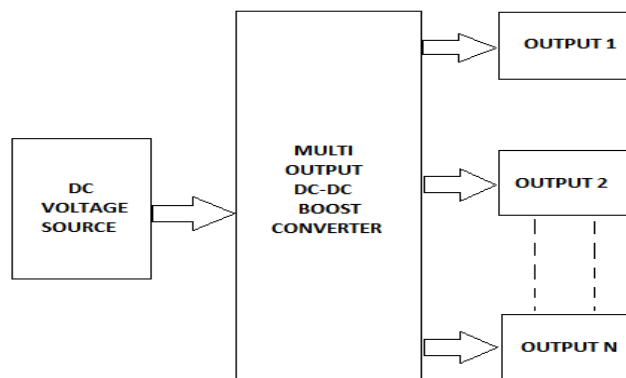 DC
VOLTAGE
SOURCE
MULTI
OUTPUT
DC-DC
BOOST
CONVERTER
OUTPUT 1
OUTPUT 2
OUTPUT N